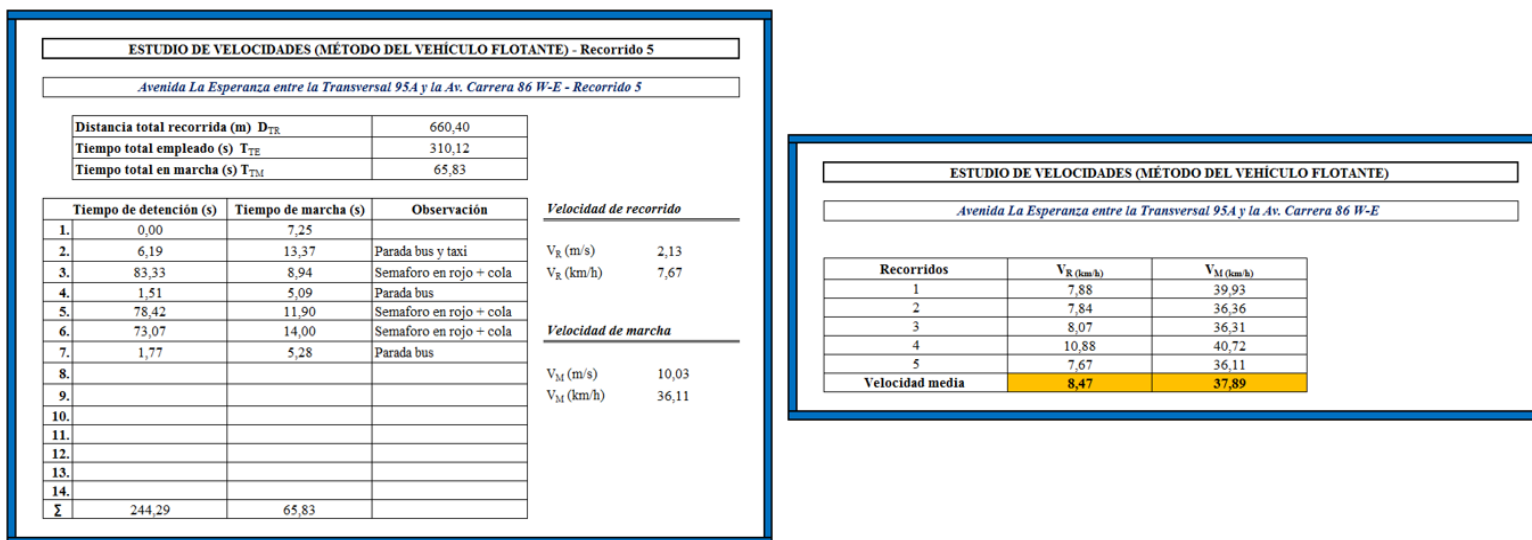 ESTUDIO DE VELOCIDADES (MÉTODO DEL VEHÍCULO FLOTANTE) - Recorrido 5
Avenida La Esperanza entre la Transversal 95A y la Av. Carrera 86 W-E - Recorrido 5
Distancia total recorrida (m) D_TR 660,40
Tiempo total empleado (s) T_TE 310,12
Tiempo total en marcha (s) T_TM 65,83
Tiempo de detención (s) Tiempo de marcha (s) Observación
1. 0,00 7,25
2. 6,19 13,37 Parada bus y taxi
3. 83,33 8,94 Semaforo en rojo + cola
4. 1,51 5,09 Parada bus
5. 78,42 11,90 Semaforo en rojo + cola
6. 73,07 14,00 Semaforo en rojo + cola
7. 1,77 5,28 Parada bus
8.
9.
10.
11.
12.
13.
14.
Σ 244,29 65,83
Velocidad de recorrido
V_R (m/s) 2,13
V_R (km/h) 7,67
Velocidad de marcha
V_M (m/s) 10,03
V_M (km/h) 36,11
ESTUDIO DE VELOCIDADES (MÉTODO DEL VEHÍCULO FLOTANTE)
Avenida La Esperanza entre la Transversal 95A y la Av. Carrera 86 W-E
Recorridos V_R (km/h) V_M (km/h)
1 7,88 39,93
2 7,84 36,36
3 8,07 36,31
4 10,88 40,72
5 7,67 36,11
Velocidad media 8,47 37,89